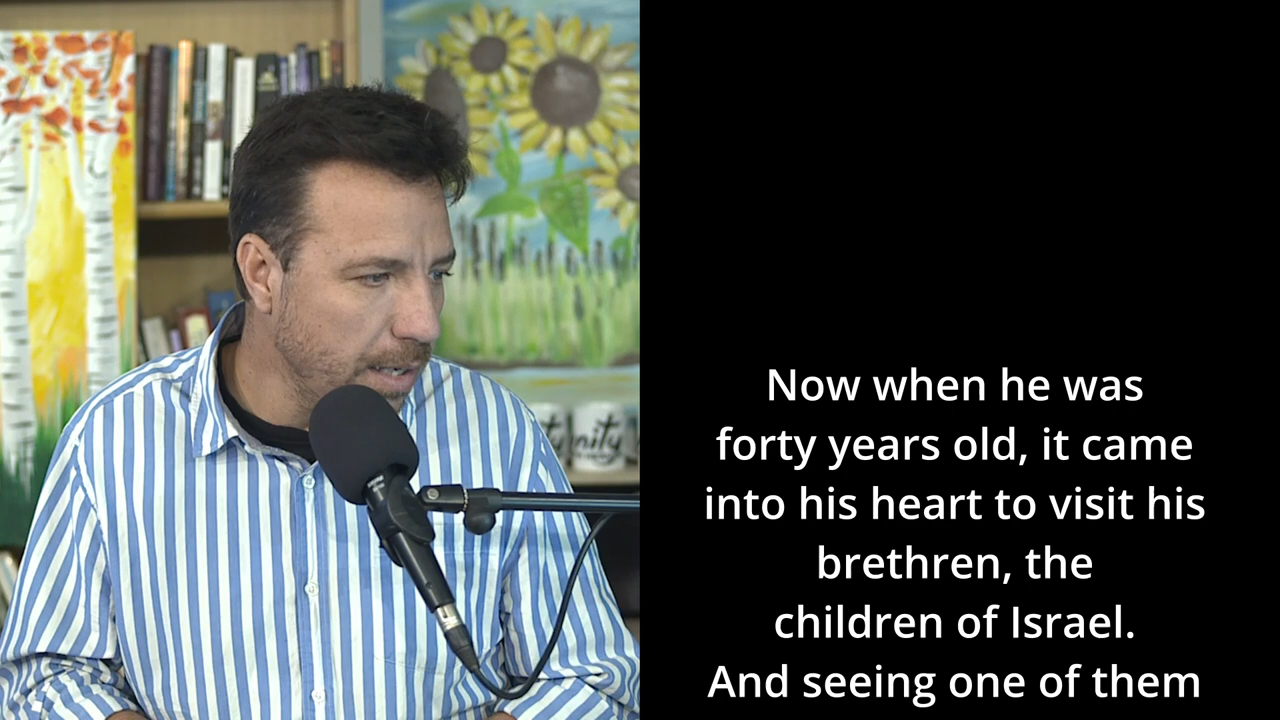 Now when he was
forty years old, it came
into his heart to visit his
brethren, the
children of Israel.
And seeing one of them
nity